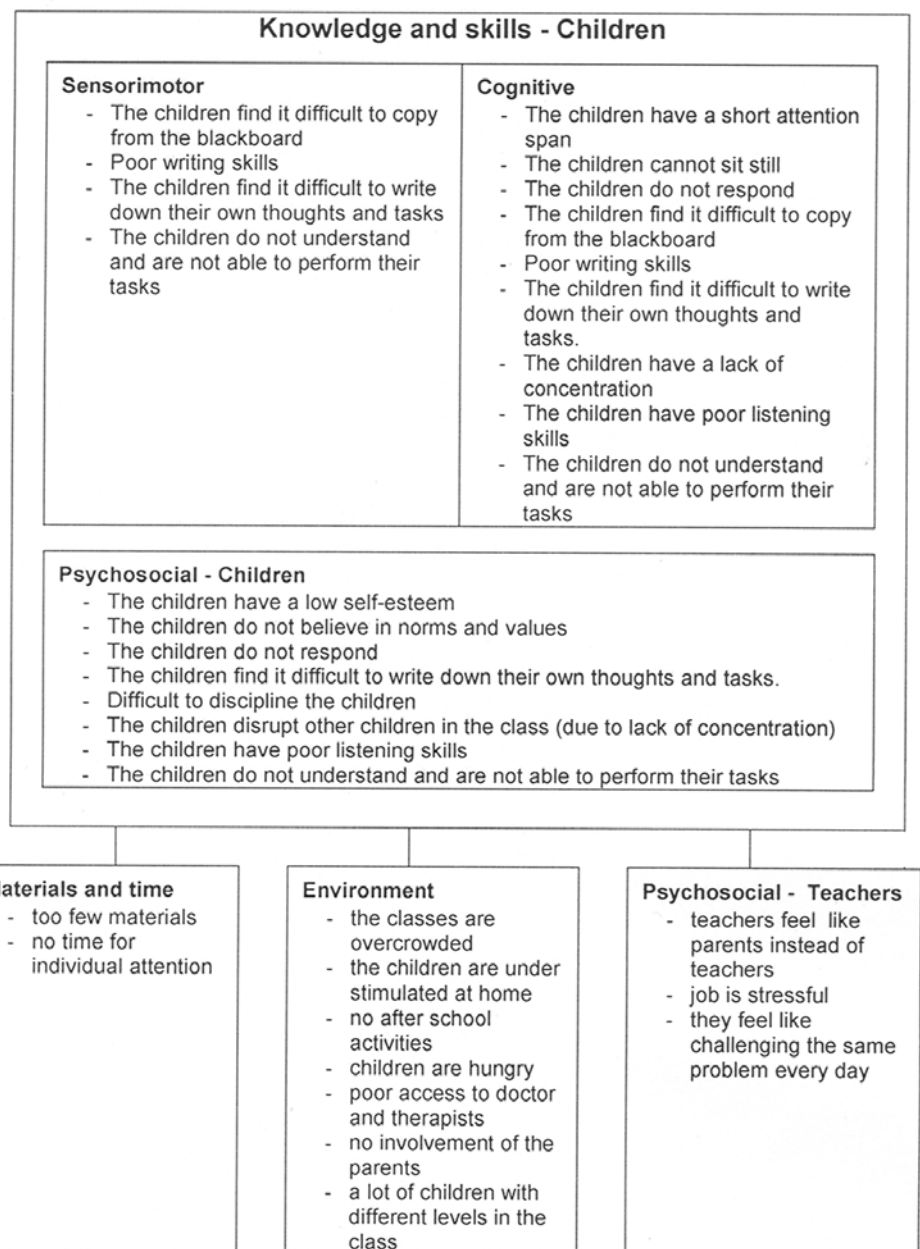 Knowledge and skills - Children
Sensorimotor
- The children find it difficult to copy
from the blackboard
- Poor writing skills
- The children find it difficult to write
down their own thoughts and tasks
- The children do not understand
and are not able to perform their
tasks
Cognitive
- The children have a short attention
span
- The children cannot sit still
- The children do not respond
- The children find it difficult to copy
from the blackboard
- Poor writing skills
- The children find it difficult to write
down their own thoughts and
tasks.
- The children have a lack of
concentration
- The children have poor listening
skills
- The children do not understand
and are not able to perform their
tasks
Psychosocial - Children
- The children have a low self-esteem
- The children do not believe in norms and values
- The children do not respond
- The children find it difficult to write down their own thoughts and tasks.
- Difficult to discipline the children
- The children disrupt other children in the class (due to lack of concentration)
- The children have poor listening skills
- The children do not understand and are not able to perform their tasks
aterials and time
- too few materials
- no time for
individual attention
Environment
- the classes are
overcrowded
- the children are under
stimulated at home
- no after school
activities
- children are hungry
- poor access to doctor
and therapists
- no involvement of the
parents
- a lot of children with
different levels in the
class
Psychosocial - Teachers
- teachers feel like
parents instead of
teachers
- job is stressful
- they feel like
challenging the same
problem every day